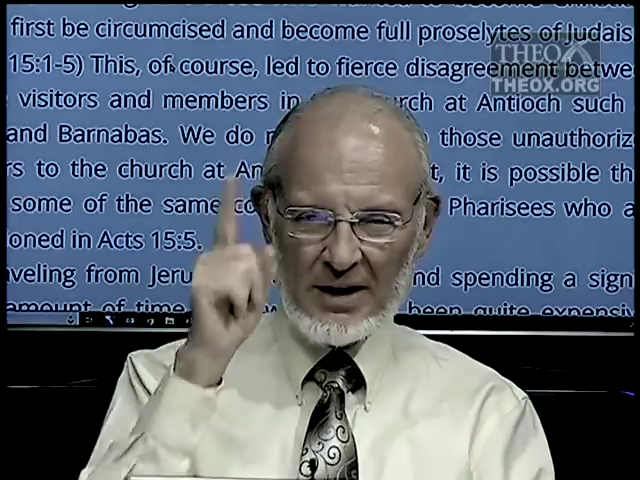 first be circumcised and become full proselytes of Judais
15:1-5) This, of course, led to fierce disagreement betwe
visitors and members in church at Antioch such
and Barnabas. We do those unauthoriz
rs to the church at An t, it is possible th
some of the same co Pharisees who a
ioned in Acts 15:5.
aveling from Jeru nd spending a sign
amount of time been quite expensiv
THEOX
THEOX.ORG